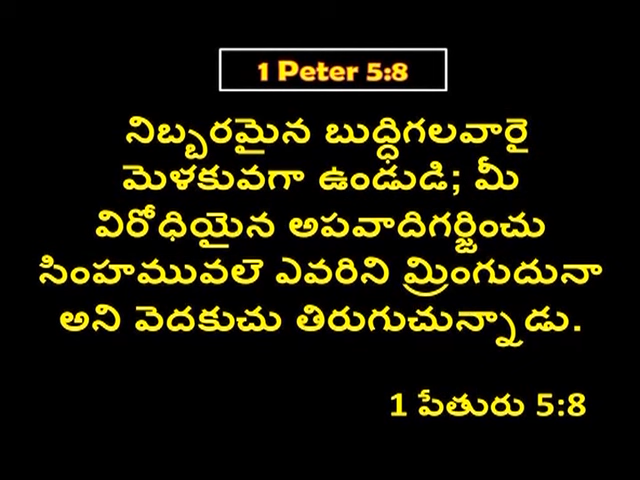 1 Peter 5:8
నిబ్బరమైన బుద్ధిగలవారై
మెళకువగా ఉండుడి; మీ
విరోధియైన అపవాదిగర్జించు
సింహమువలె ఎవరిని మ్రింగుదునా
అని వెదకుచు తిరుగుచున్నాడు.
1 పేతురు 5:8